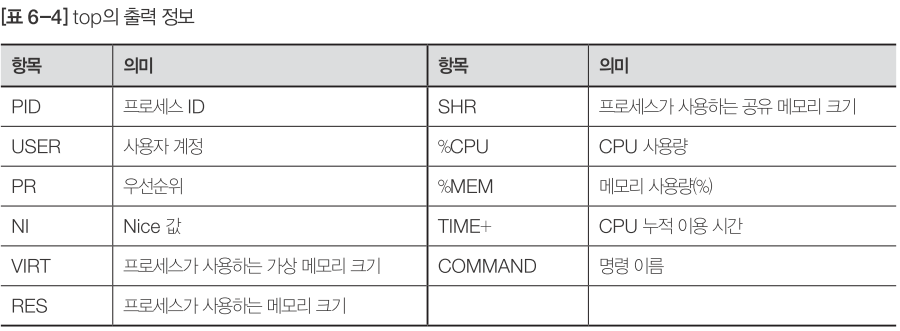 [표 6-4] top의 출력 정보
항목 의미 항목 의미
PID 프로세스 ID SHR 프로세스가 사용하는 공유 메모리 크기
USER 사용자 계정 %CPU CPU 사용량
PR 우선순위 %MEM 메모리 사용량(%)
NI Nice 값 TIME+ CPU 누적 이용 시간
VIRT 프로세스가 사용하는 가상 메모리 크기 COMMAND 명령 이름
RES 프로세스가 사용하는 메모리 크기